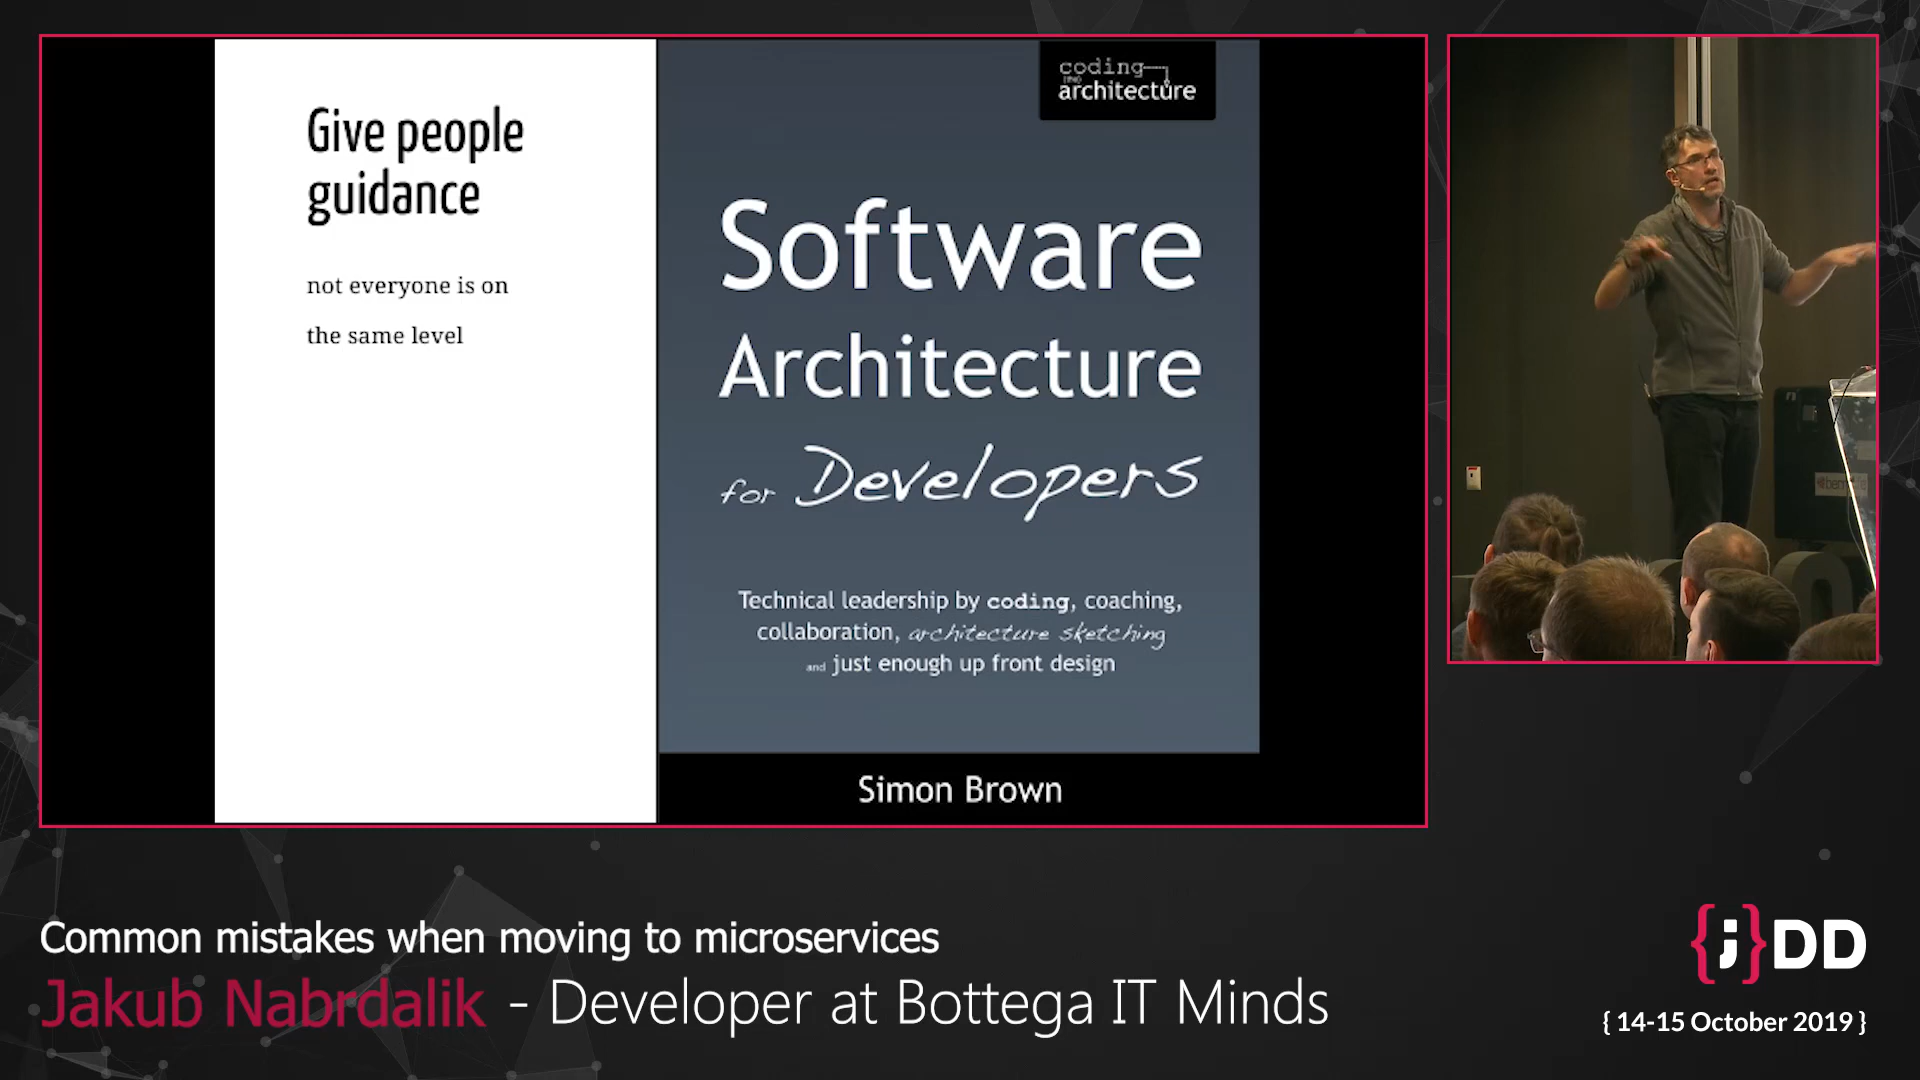 Give people
guidance
not everyone is on
the same level
coding
the
architecture
Software
Architecture
for Developers
Technical leadership by coding, coaching,
collaboration, architecture sketching
and just enough up front design
Simon Brown
Common mistakes when moving to microservices
Jakub Nabrdalik - Developer at Bottega IT Minds
{;}DD
{ 14-15 October 2019 }